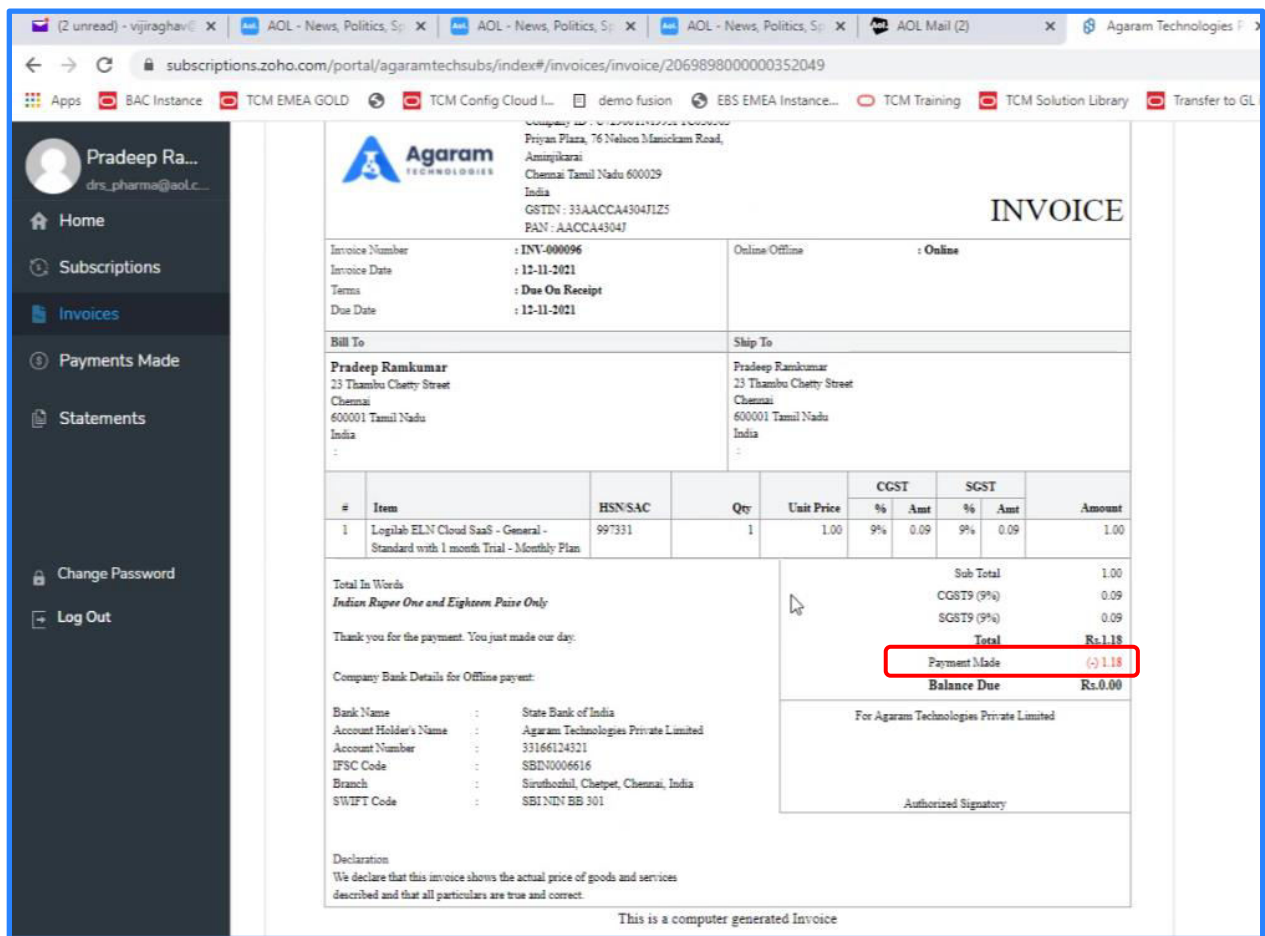 (2 unread) - vijiraghav@
AOL - News, Politics, Sp
AOL - News, Politics, Sp
AOL - News, Politics, Sp
AOL Mail (2)
Agaram Technologies P
subscriptions.zoho.com/portal/agaramtechsubs/index#/invoices/invoice/2069898000000352049
Apps BAC Instance TCM EMEA GOLD TCM Config Cloud I... demo fusion EBS EMEA Instance... TCM Training TCM Solution Library Transfer to GL
Pradeep Ra...
drs_pharma@aol.c...
Home
Subscriptions
Invoices
Payments Made
Statements
Change Password
Log Out
Agaram
TECHNOLOGIES
Company ID :
Priyan Plaza, 76 Nelson Manickam Road,
Aminjikarai
Chennai Tamil Nadu 600029
India
GSTIN : 33AACCA4304J1Z5
PAN : AACCA4304J
INVOICE
Invoice Number : INV-000096
Invoice Date : 12-11-2021
Terms : Due On Receipt
Due Date : 12-11-2021
Online/Offline : Online
Bill To
Pradeep Ramkumar
23 Thambu Chetty Street
Chennai
600001 Tamil Nadu
India
:
Ship To
Pradeep Ramkumar
23 Thambu Chetty Street
Chennai
600001 Tamil Nadu
India
:
CGST SGST
# Item HSN/SAC Qty Unit Price % Amt % Amt Amount
1 Logilab ELN Cloud SaaS - General - 997331 1 1.00 9% 0.09 9% 0.09 1.00
Standard with 1 month Trial - Monthly Plan
Total In Words
Indian Rupee One and Eighteen Paise Only
Thank you for the payment. You just made our day.
Company Bank Details for Offline payent:
Bank Name : State Bank of India
Account Holder's Name : Agaram Technologies Private Limited
Account Number : 33166124321
IFSC Code : SBIN0006616
Branch : Siruthozhil, Chetpet, Chennai, India
SWIFT Code : SBI NIN BB 301
Sub Total 1.00
CGST9 (9%) 0.09
SGST9 (9%) 0.09
Total Rs.1.18
Payment Made (-) 1.18
Balance Due Rs.0.00
For Agaram Technologies Private Limited
Authorized Signatory
Declaration
We declare that this invoice shows the actual price of goods and services
described and that all particulars are true and correct.
This is a computer generated Invoice